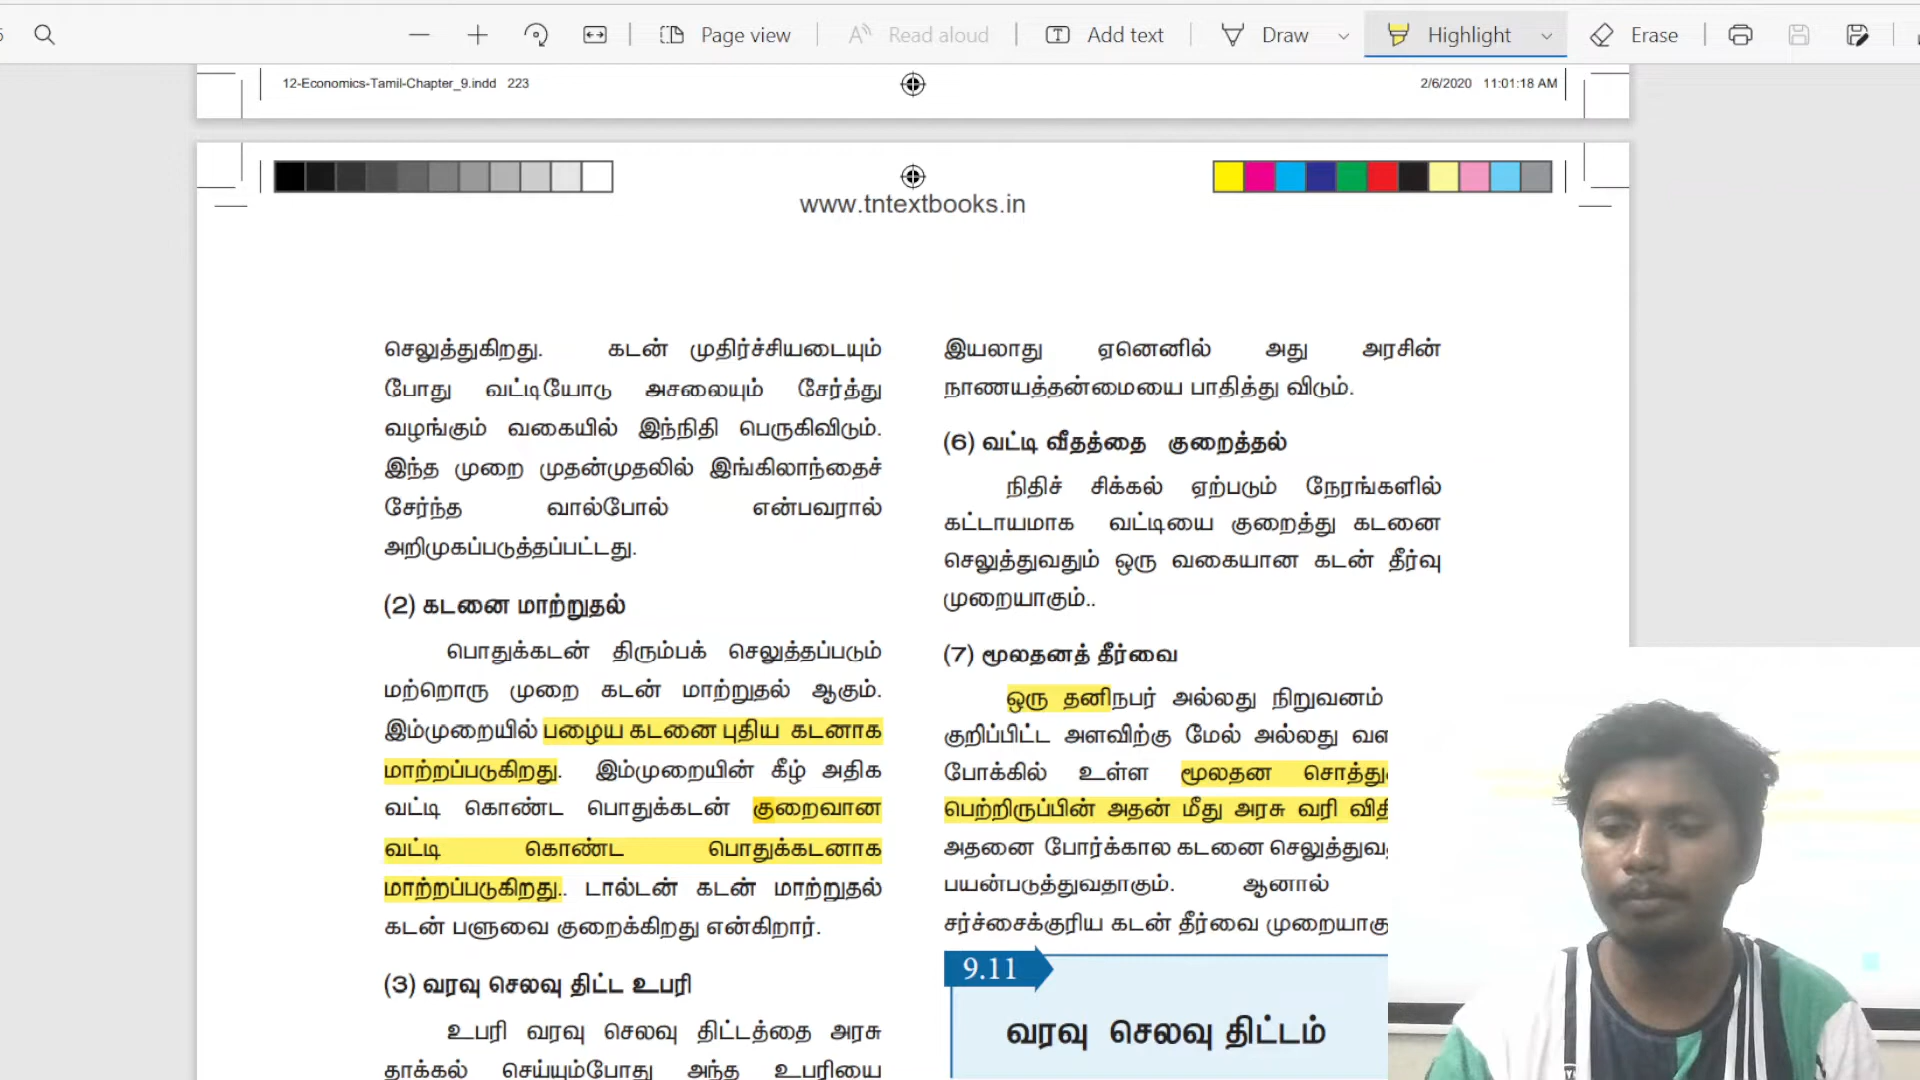 Page view
Read aloud
Add text
Draw
Highlight
Erase
12-Economics-Tamil-Chapter_9.indd 223
2/6/2020 11:01:18 AM
www.tntextbooks.in
செலுத்துகிறது. கடன் முதிர்ச்சியடையும்
போது வட்டியோடு அசலையும் சேர்த்து
வழங்கும் வகையில் இந்நிதி பெருகிவிடும்.
இந்த முறை முதன்முதலில் இங்கிலாந்தைச்
சேர்ந்த வால்போல் என்பவரால்
அறிமுகப்படுத்தப்பட்டது.
(2) கடனை மாற்றுதல்
பொதுக்கடன் திரும்பக் செலுத்தப்படும்
மற்றொரு முறை கடன் மாற்றுதல் ஆகும்.
இம்முறையில் பழைய கடனை புதிய கடனாக
மாற்றப்படுகிறது. இம்முறையின் கீழ் அதிக
வட்டி கொண்ட பொதுக்கடன் குறைவான
வட்டி கொண்ட பொதுக்கடனாக
மாற்றப்படுகிறது.. டால்டன் கடன் மாற்றுதல்
கடன் பளுவை குறைக்கிறது என்கிறார்.
(3) வரவு செலவு திட்ட உபரி
உபரி வரவு செலவு திட்டத்தை அரசு
தாக்கல் செய்யும்போது அந்த உபரியை
இயலாது ஏனெனில் அது அரசின்
நாணயத்தன்மையை பாதித்து விடும்.
(6) வட்டி வீதத்தை குறைத்தல்
நிதிச் சிக்கல் ஏற்படும் நேரங்களில்
கட்டாயமாக வட்டியை குறைத்து கடனை
செலுத்துவதும் ஒரு வகையான கடன் தீர்வு
முறையாகும்..
(7) மூலதனத் தீர்வை
ஒரு தனிநபர் அல்லது நிறுவனம்
குறிப்பிட்ட அளவிற்கு மேல் அல்லது
போக்கில் உள்ள மூலதன
பெற்றிருப்பின் அதன் மீது அரசு வரி
அதனை போர்க்கால கடனை
பயன்படுத்துவதாகும். ஆனால்
சர்ச்சைக்குரிய கடன் தீர்வை
9.11
வரவு செலவு திட்டம்